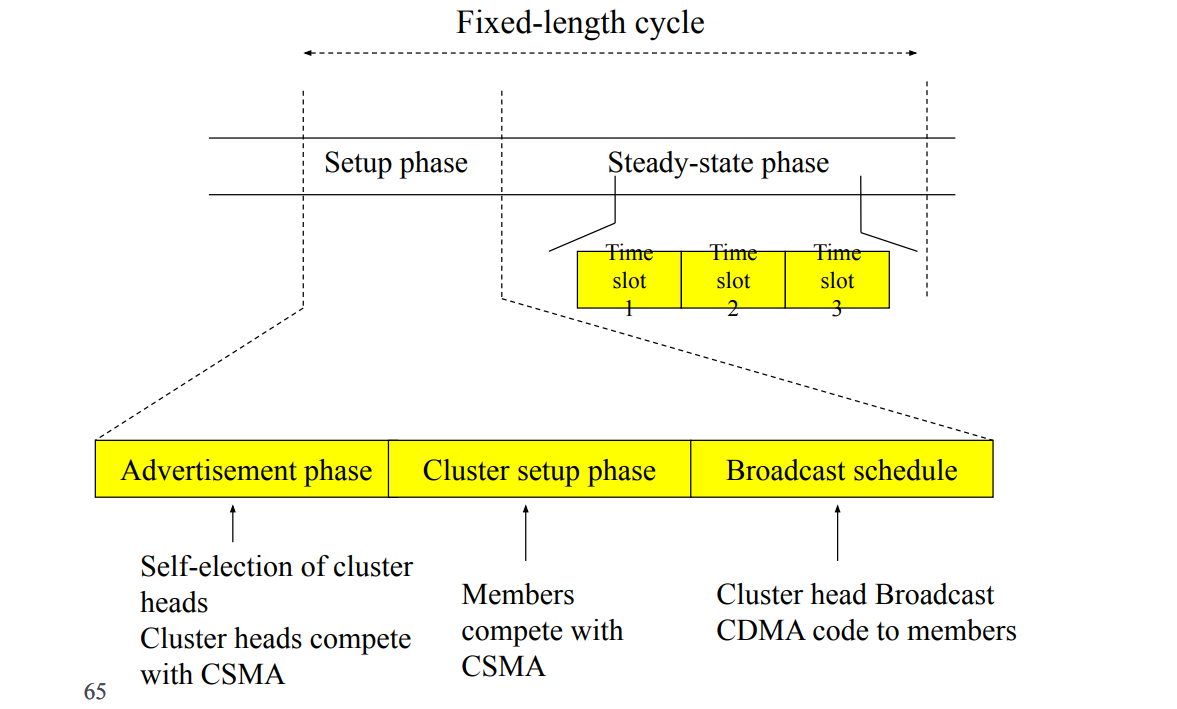 Fixed-length cycle
Setup phase
Steady-state phase
Time
slot
1
Time
slot
2
Time
slot
3
Advertisement phase
Cluster setup phase
Broadcast schedule
Self-election of cluster
heads
Cluster heads compete
with CSMA
Members
compete with
CSMA
Cluster head Broadcast
CDMA code to members
65